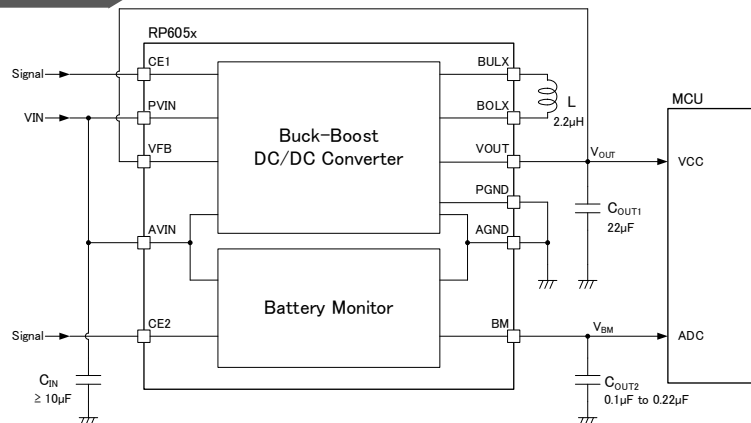 RP605x
Signal
CE1
BULX
VIN
PVIN
BOLX
L
2.2μH
MCU
Buck-Boost
DC/DC Converter
VFB
VOUT
VOUT
VCC
PGND
COUT1
22μF
AVIN
AGND
Battery Monitor
Signal
CE2
BM
VBM
ADC
CIN
≥ 10μF
COUT2
0.1μF to 0.22μF